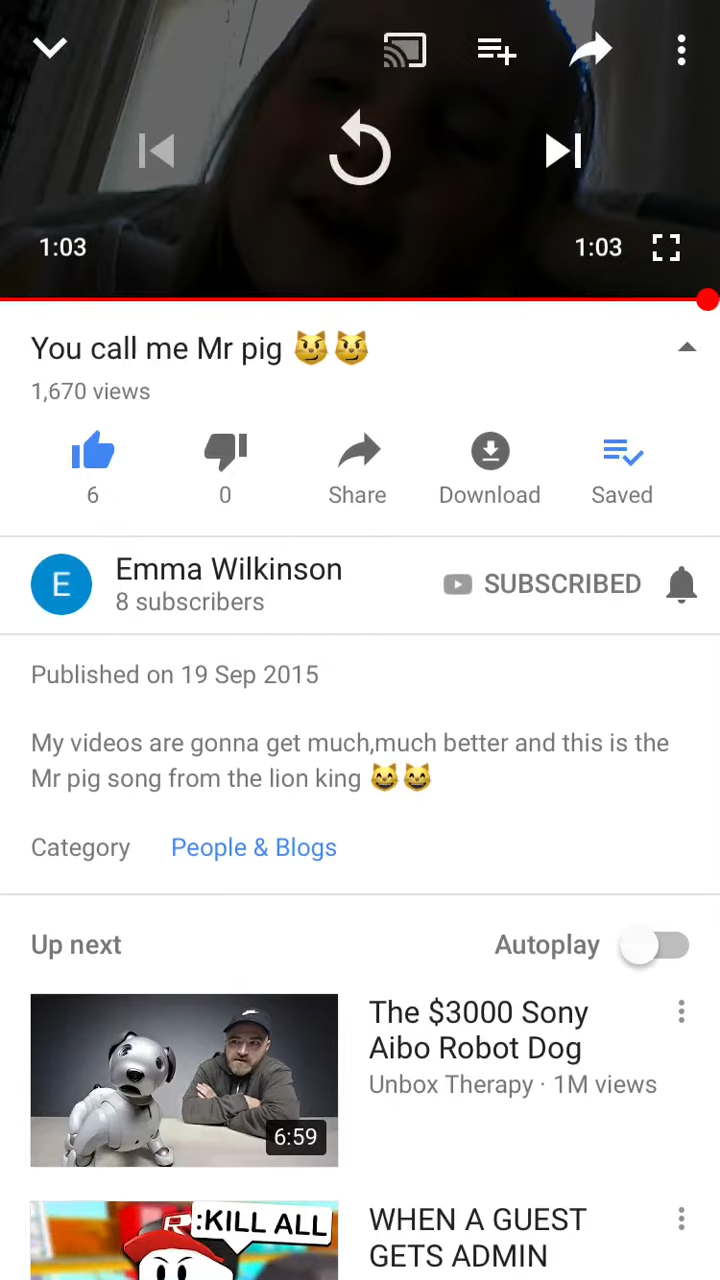 1:03 1:03
You call me Mr pig 😼😼
1,670 views
6 0 Share Download Saved
E Emma Wilkinson SUBSCRIBED
8 subscribers
Published on 19 Sep 2015
My videos are gonna get much,much better and this is the
Mr pig song from the lion king 😸😸
Category People & Blogs
Up next Autoplay
The $3000 Sony
Aibo Robot Dog
Unbox Therapy · 1M views
6:59
R :KILL ALL
WHEN A GUEST
GETS ADMIN